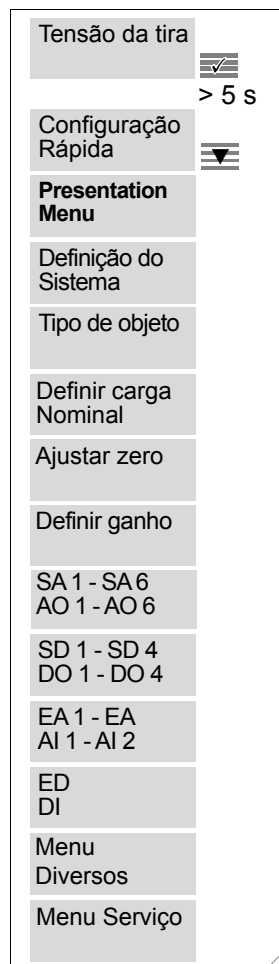 Tensão da tira
> 5 s
Configuração
Rápida
Presentation
Menu
Definição do
Sistema
Tipo de objeto
Definir carga
Nominal
Ajustar zero
Definir ganho
SA 1 - SA 6
AO 1 - AO 6
SD 1 - SD 4
DO 1 - DO 4
EA 1 - EA
AI 1 - AI 2
ED
DI
Menu
Diversos
Menu Serviço